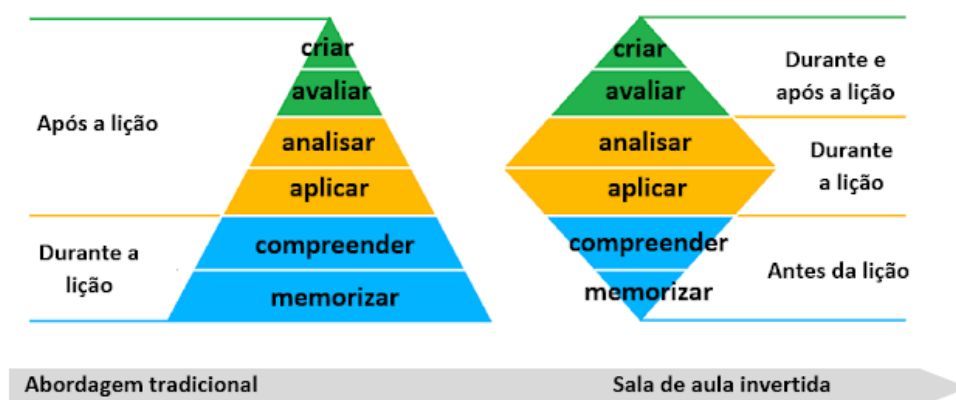 Após a lição
Durante a
lição
criar
avaliar
analisar
aplicar
compreender
memorizar
criar
avaliar
analisar
aplicar
compreender
memorizar
Durante e
após a lição
Durante
a lição
Antes da lição
Abordagem tradicional
Sala de aula invertida